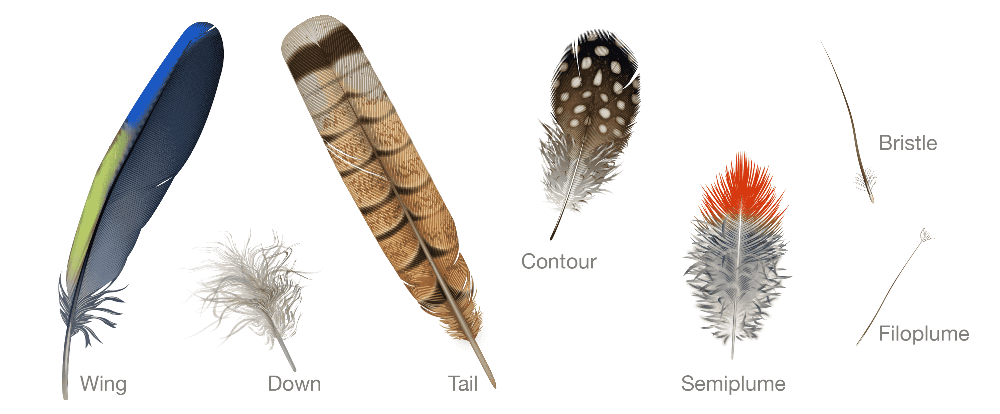 Wing
Down
Tail
Contour
Semiplume
Bristle
Filoplume